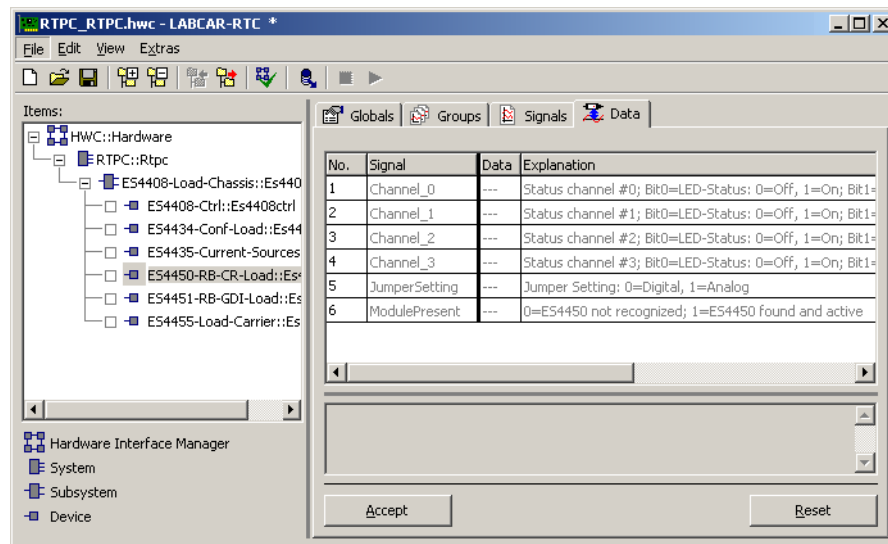 RTPC_RTPC.hwc - LABCAR-RTC *
File Edit View Extras
Items:
HWC::Hardware
RTPC::Rtpc
ES4408-Load-Chassis::Es440
ES4408-Ctrl::Es4408ctrl
ES4434-Conf-Load::Es44
ES4435-Current-Sources
ES4450-RB-CR-Load::Es4
ES4451-RB-GDI-Load::Es
ES4455-Load-Carrier::Es
Hardware Interface Manager
System
Subsystem
Device
Globals Groups Signals Data
No. Signal Data Explanation
1 Channel_0 --- Status channel #0; Bit0=LED-Status: 0=Off, 1=On; Bit1=
2 Channel_1 --- Status channel #1; Bit0=LED-Status: 0=Off, 1=On; Bit1=
3 Channel_2 --- Status channel #2; Bit0=LED-Status: 0=Off, 1=On; Bit1=
4 Channel_3 --- Status channel #3; Bit0=LED-Status: 0=Off, 1=On; Bit1=
5 JumperSetting --- Jumper Setting: 0=Digital, 1=Analog
6 ModulePresent --- 0=ES4450 not recognized; 1=ES4450 found and active
Accept Reset